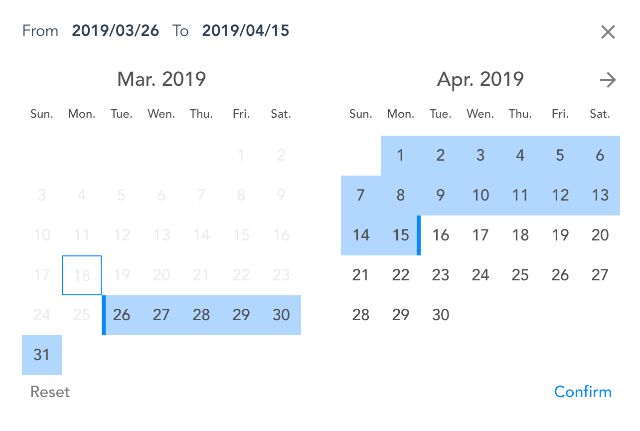 From 2019/03/26 To 2019/04/15
Mar. 2019
Sun. Mon. Tue. Wen. Thu. Fri. Sat.
1 2
3 4 5 6 7 8 9
10 11 12 13 14 15 16
17 18 19 20 21 22 23
24 25 26 27 28 29 30
31
Reset
Apr. 2019
Sun. Mon. Tue. Wen. Thu. Fri. Sat.
1 2 3 4 5 6
7 8 9 10 11 12 13
14 15 16 17 18 19 20
21 22 23 24 25 26 27
28 29 30
Confirm